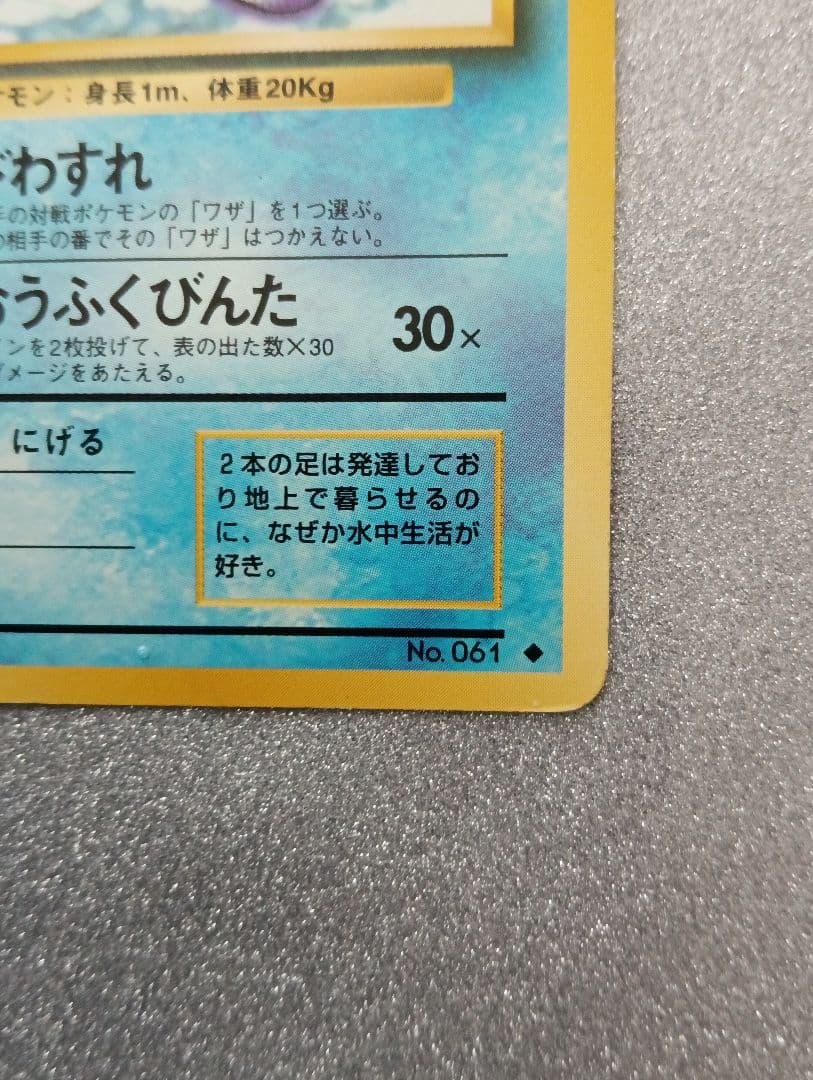 モン：身長1m、体重20Kg
わすれ
の対戦ポケモンの「ワザ」を1つ選ぶ。
相手の番でその「ワザ」はつかえない。
おうふくびんた
30×
ンを2枚投げて、表の出た数×30
メージをあたえる。
にげる
2本の足は発達してお
り地上で暮らせるの
に、なぜか水中生活が
好き。
No. 061 ◆